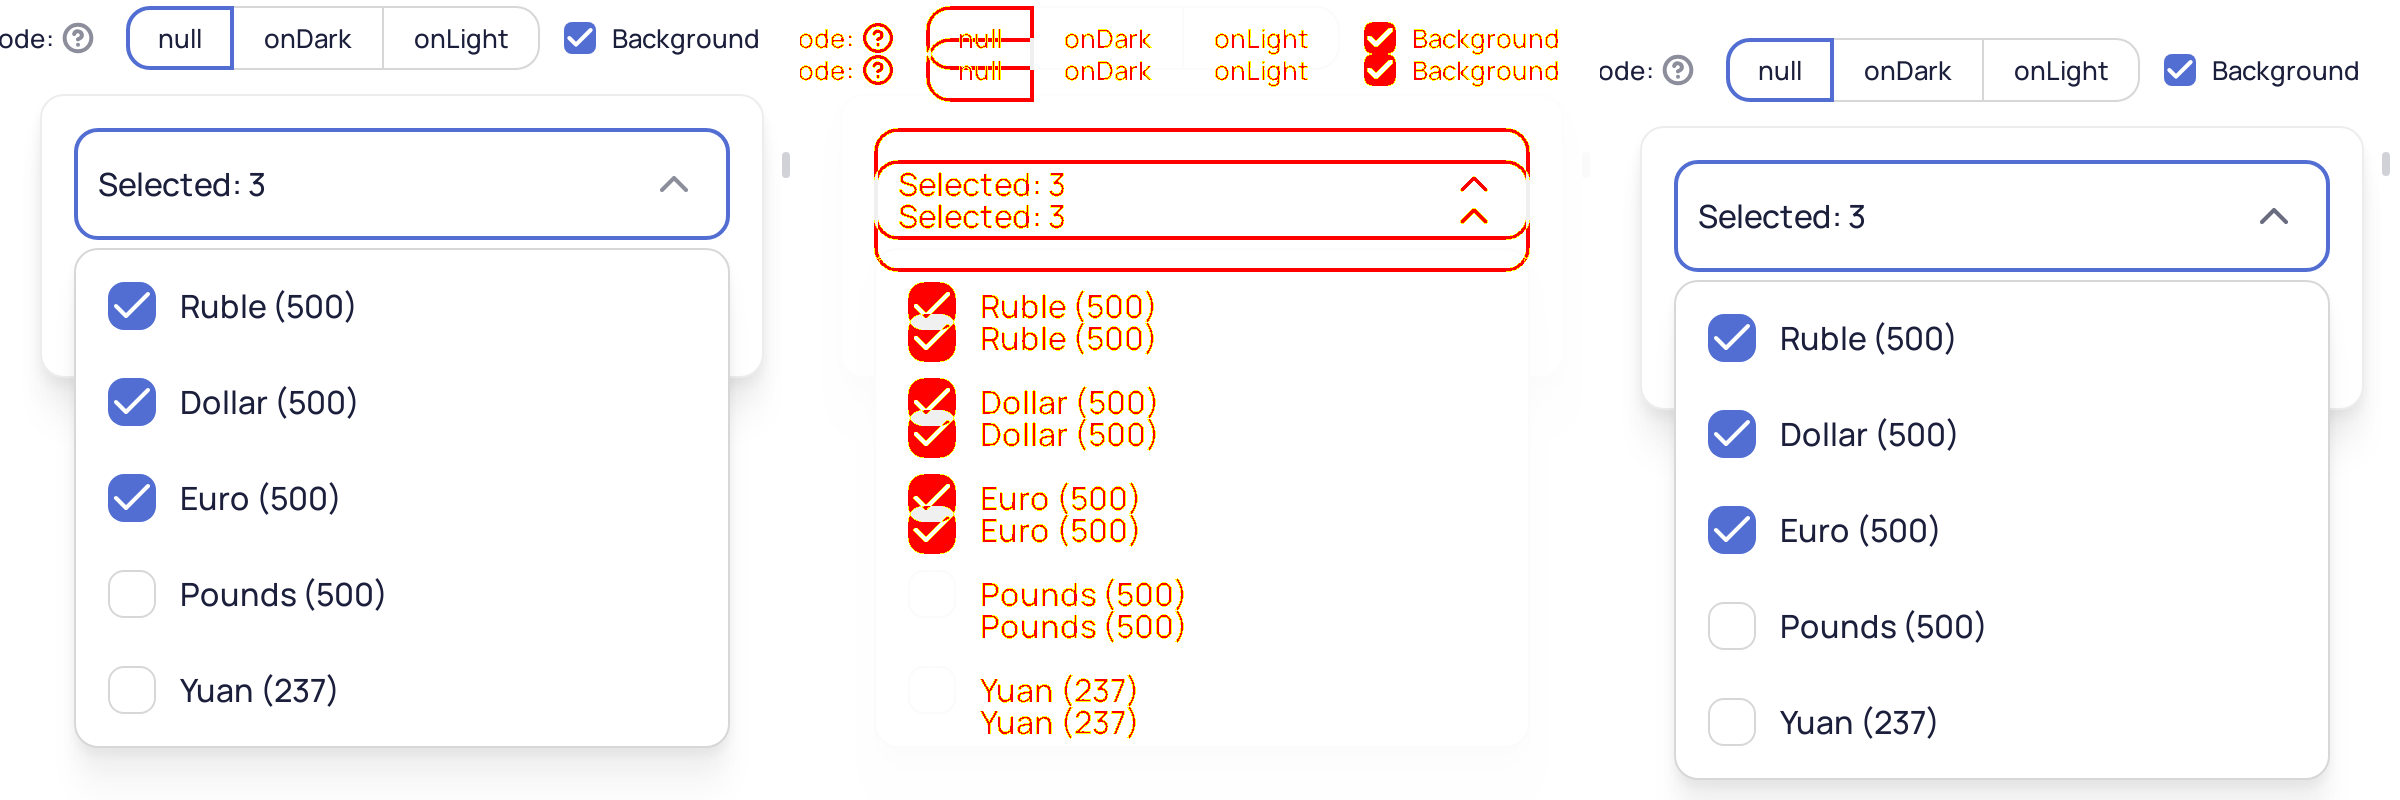 ode: null onDark onLight Background
Selected: 3
Ruble (500)
Dollar (500)
Euro (500)
Pounds (500)
Yuan (237)
ode: null onDark onLight Background
ode: null onDark onLight Background
Selected: 3
Selected: 3
Ruble (500)
Ruble (500)
Dollar (500)
Dollar (500)
Euro (500)
Euro (500)
Pounds (500)
Pounds (500)
Yuan (237)
Yuan (237)
ode: null onDark onLight Background
Selected: 3
Ruble (500)
Dollar (500)
Euro (500)
Pounds (500)
Yuan (237)